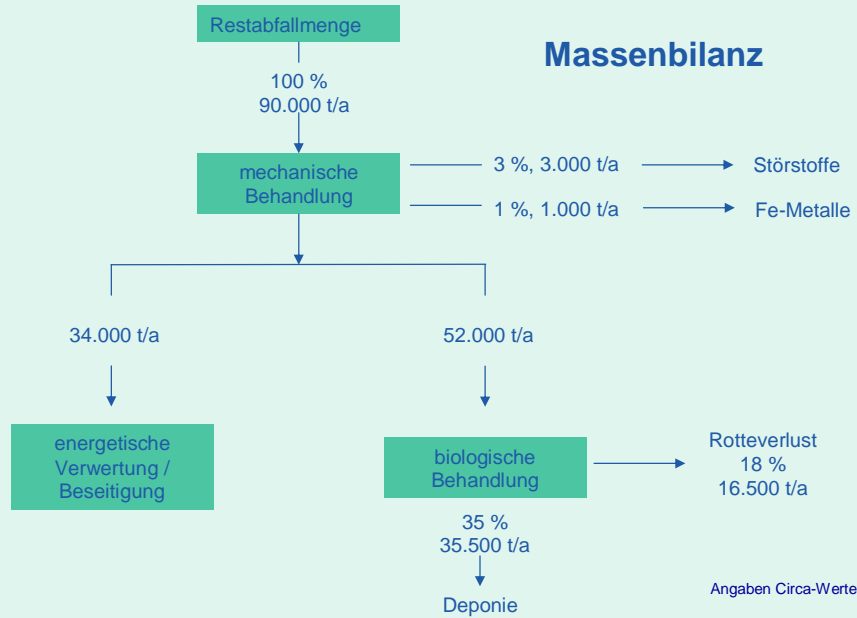 Massenbilanz
Restabfallmenge
100 %
90.000 t/a
mechanische
Behandlung
3 %, 3.000 t/a
Störstoffe
1 %, 1.000 t/a
Fe-Metalle
34.000 t/a
52.000 t/a
energetische
Verwertung /
Beseitigung
biologische
Behandlung
Rotteverlust
18 %
16.500 t/a
35 %
35.500 t/a
Deponie
Angaben Circa-Werte